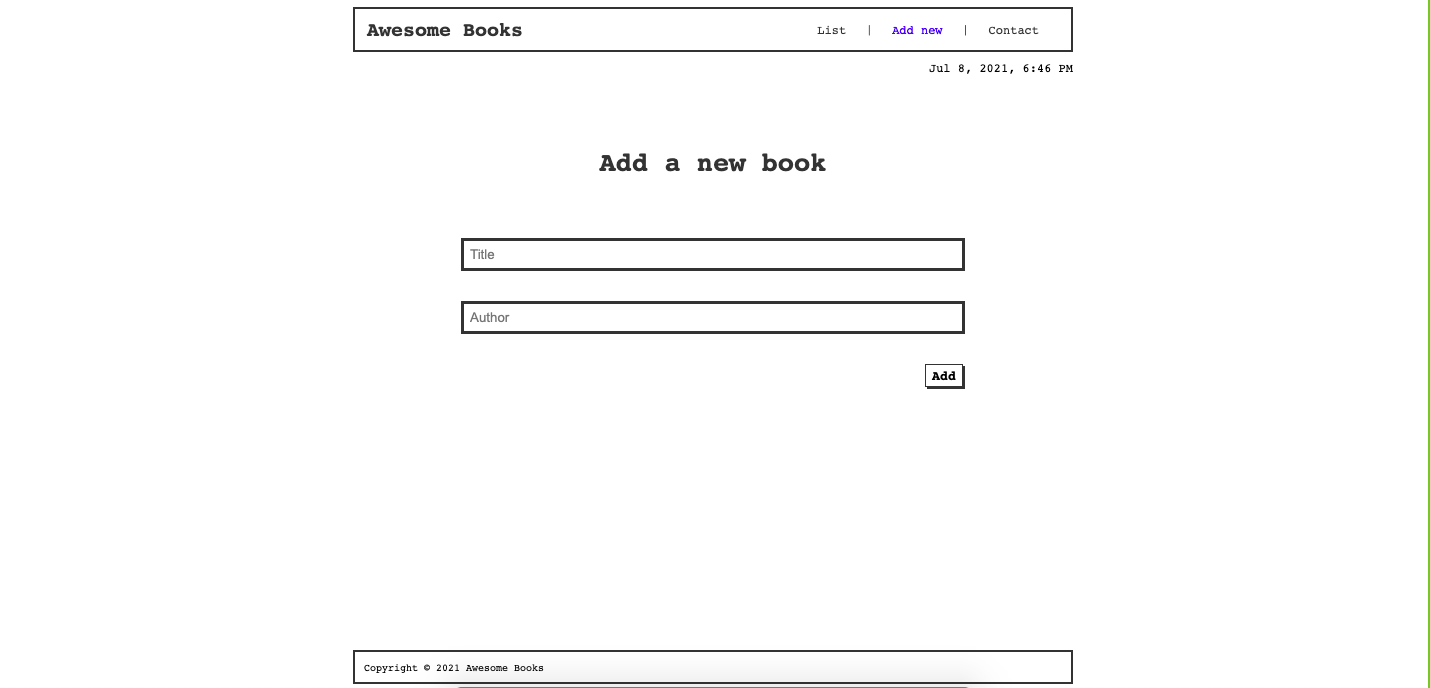 Awesome Books List | Add new | Contact
Jul 8, 2021, 6:46 PM
Add a new book
Title
Author
Add
Copyright © 2021 Awesome Books